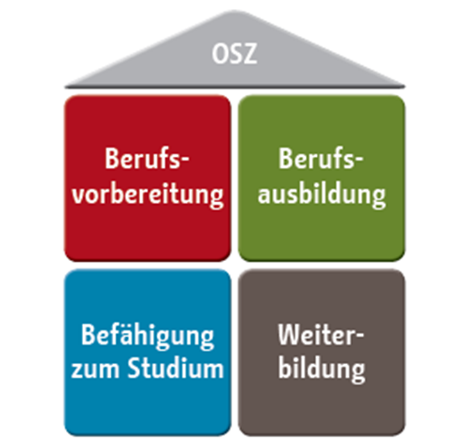 OSZ
Berufs-
vorbereitung
Berufs-
ausbildung
Befähigung
zum Studium
Weiter-
bildung